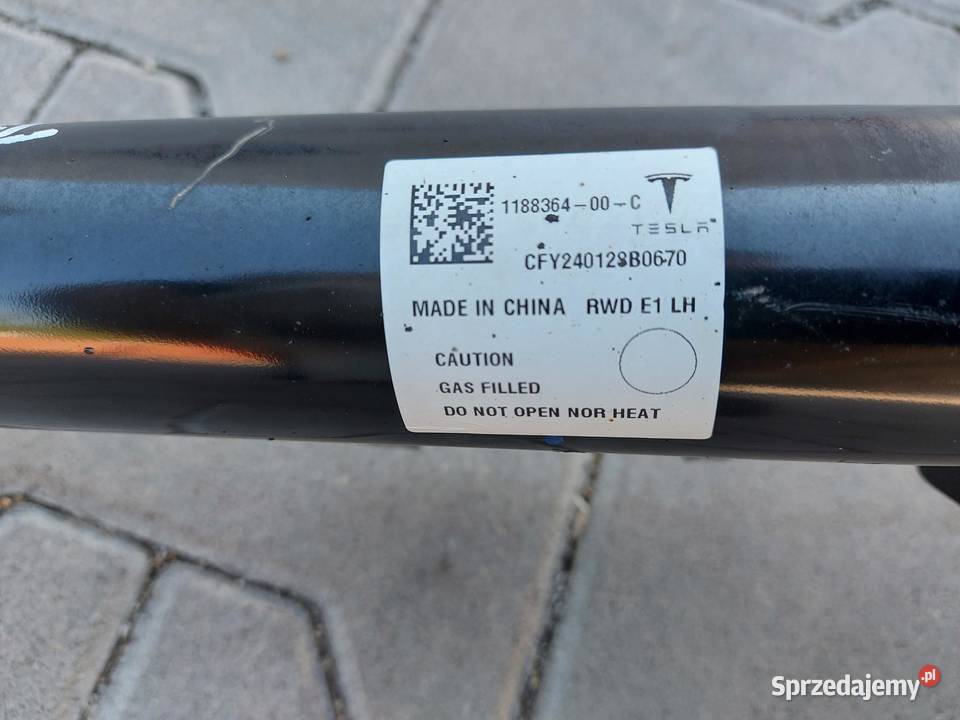 1188364-00-C
TESLA
CFY240128B0670
MADE IN CHINA RWD E1 LH
CAUTION
GAS FILLED
DO NOT OPEN NOR HEAT
Sprzedajemy.pl